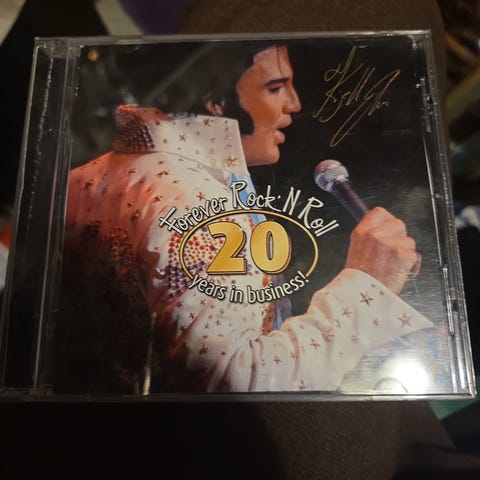 Forever Rock 'N Roll
20
years in business!